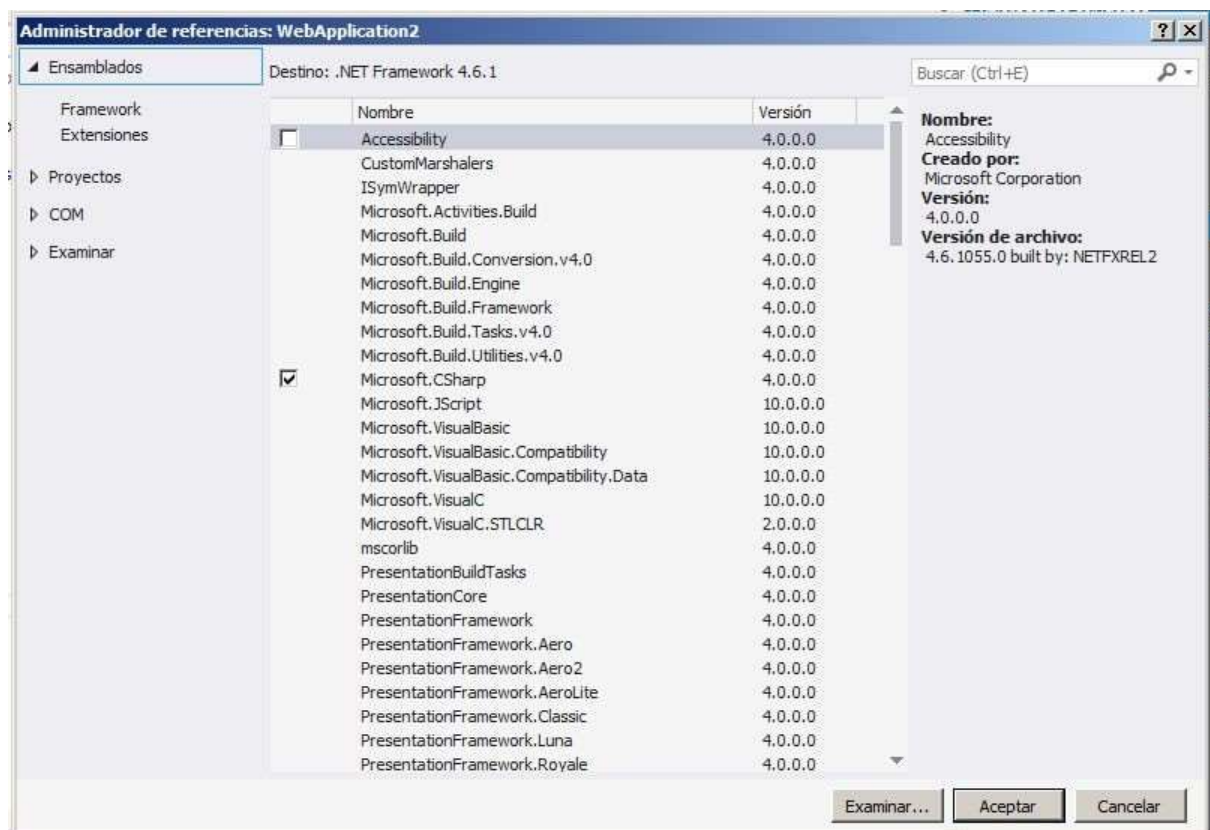 Administrador de referencias: WebApplication2
Ensamblados
Framework
Extensiones
Proyectos
COM
Examinar
Destino: .NET Framework 4.6.1
Buscar (Ctrl+E)
Nombre Versión
Accessibility 4.0.0.0
CustomMarshalers 4.0.0.0
ISymWrapper 4.0.0.0
Microsoft.Activities.Build 4.0.0.0
Microsoft.Build 4.0.0.0
Microsoft.Build.Conversion.v4.0 4.0.0.0
Microsoft.Build.Engine 4.0.0.0
Microsoft.Build.Framework 4.0.0.0
Microsoft.Build.Tasks.v4.0 4.0.0.0
Microsoft.Build.Utilities.v4.0 4.0.0.0
Microsoft.CSharp 4.0.0.0
Microsoft.JScript 10.0.0.0
Microsoft.VisualBasic 10.0.0.0
Microsoft.VisualBasic.Compatibility 10.0.0.0
Microsoft.VisualBasic.Compatibility.Data 10.0.0.0
Microsoft.VisualC 10.0.0.0
Microsoft.VisualC.STLCLR 2.0.0.0
mscorlib 4.0.0.0
PresentationBuildTasks 4.0.0.0
PresentationCore 4.0.0.0
PresentationFramework 4.0.0.0
PresentationFramework.Aero 4.0.0.0
PresentationFramework.Aero2 4.0.0.0
PresentationFramework.AeroLite 4.0.0.0
PresentationFramework.Classic 4.0.0.0
PresentationFramework.Luna 4.0.0.0
PresentationFramework.Royale 4.0.0.0
Nombre:
Accessibility
Creado por:
Microsoft Corporation
Versión:
4.0.0.0
Versión de archivo:
4.6.1055.0 built by: NETFXREL2
Examinar... Aceptar Cancelar